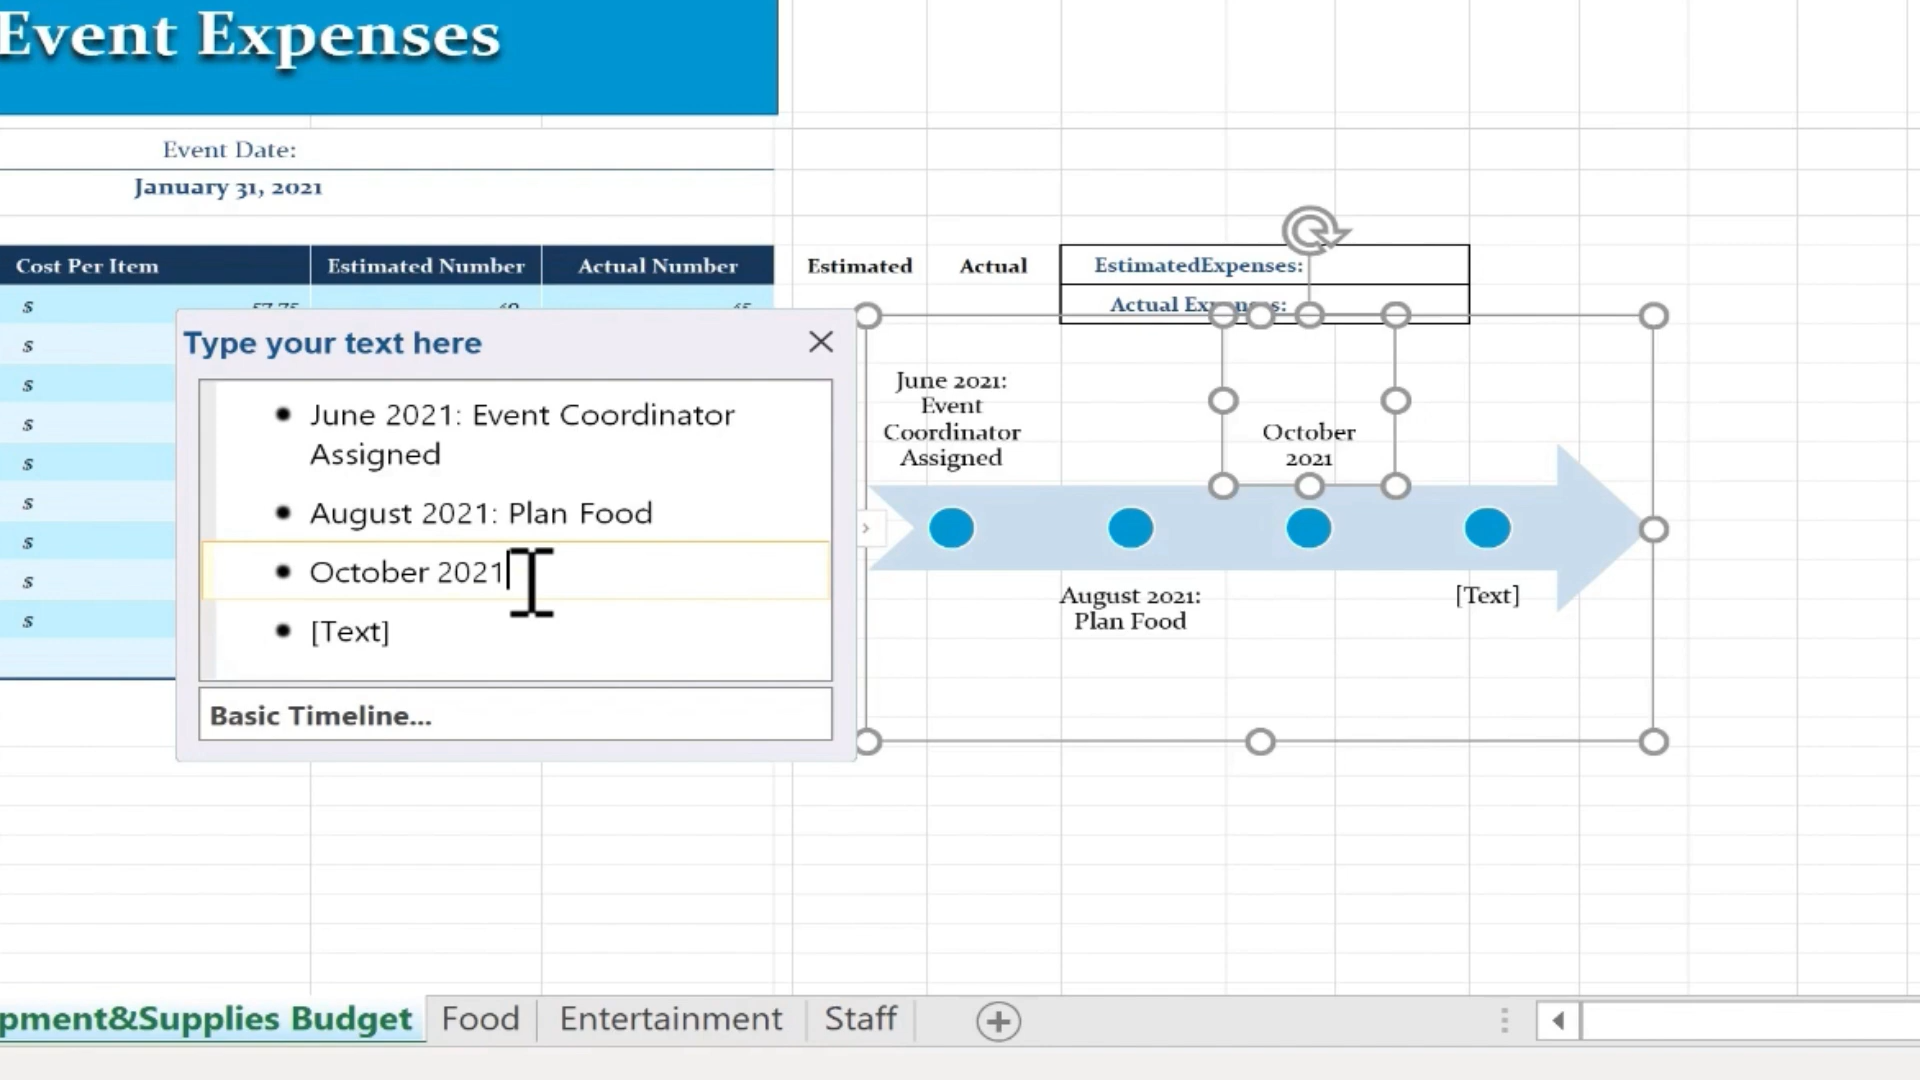 Event Expenses
Event Date:
January 31, 2021
Cost Per Item Estimated Number Actual Number Estimated Actual EstimatedExpenses:
Actual Expenses:
$
$
$
$
$
$
$
$
$
Type your text here
June 2021: Event Coordinator
Assigned
August 2021: Plan Food
October 2021
[Text]
Basic Timeline...
June 2021:
Event
Coordinator
Assigned
August 2021:
Plan Food
October
2021
[Text]
pment&Supplies Budget Food Entertainment Staff